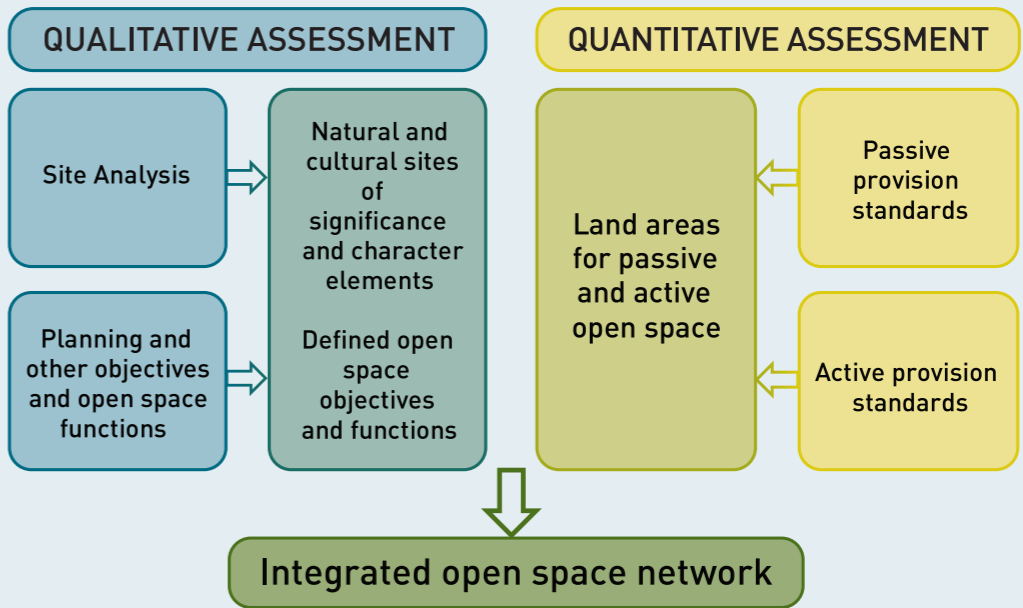 QUALITATIVE ASSESSMENT
QUANTITATIVE ASSESSMENT
Site Analysis
Planning and
other objectives
and open space
functions
Natural and
cultural sites
of
significance
and character
elements
Defined open
space
objectives
and functions
Land areas
for passive
and active
open space
Passive
provision
standards
Active provision
standards
Integrated open space network